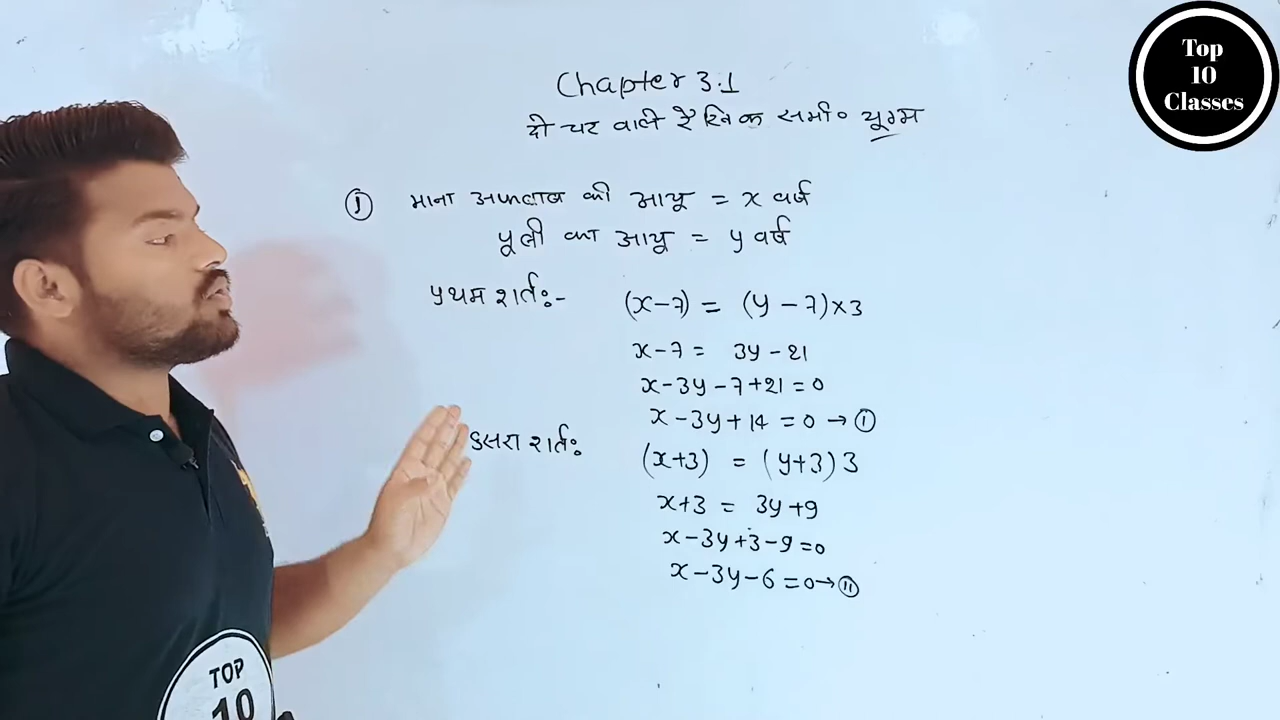 Top
10
Classes
Chapter 3.1
दो चर वाले रैखिक समी० युग्म
① माना अफताब की आयु = x वर्ष
पूत्री का आयु = y वर्ष
प्रथम शर्तः- (x-7) = (y-7)×3
x-7 = 3y-21
x-3y-7+21=0
x-3y+14=0→①
दुसरा शर्तः (x+3) = (y+3)3
x+3 = 3y+9
x-3y+3-9=0
x-3y-6=0→⑪
TOP
10